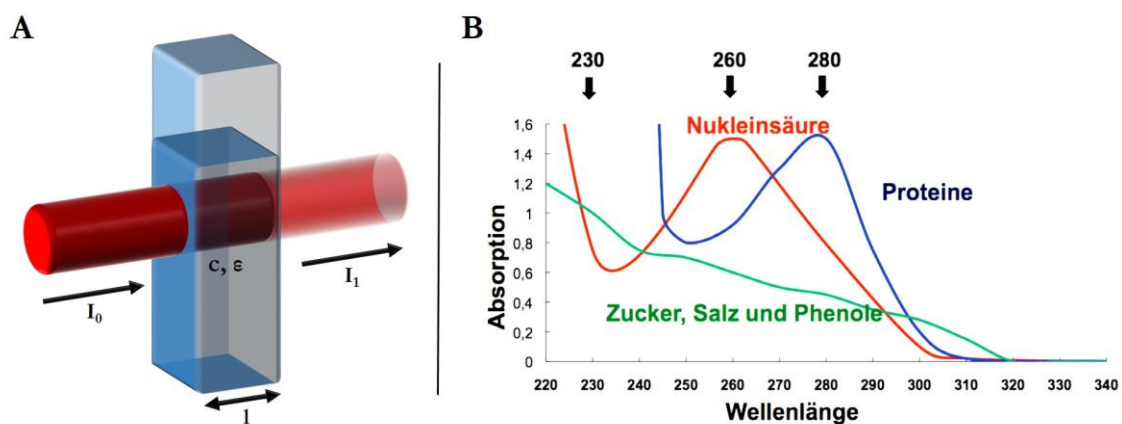 A
c, ε
I0
I1
l
B
230 260 280
Nukleinsäure
Proteine
Zucker, Salz und Phenole
Absorption
1,6
1,4
1,2
1
0,8
0,6
0,4
0,2
0
220 230 240 250 260 270 280 290 300 310 320 330 340
Wellenlänge